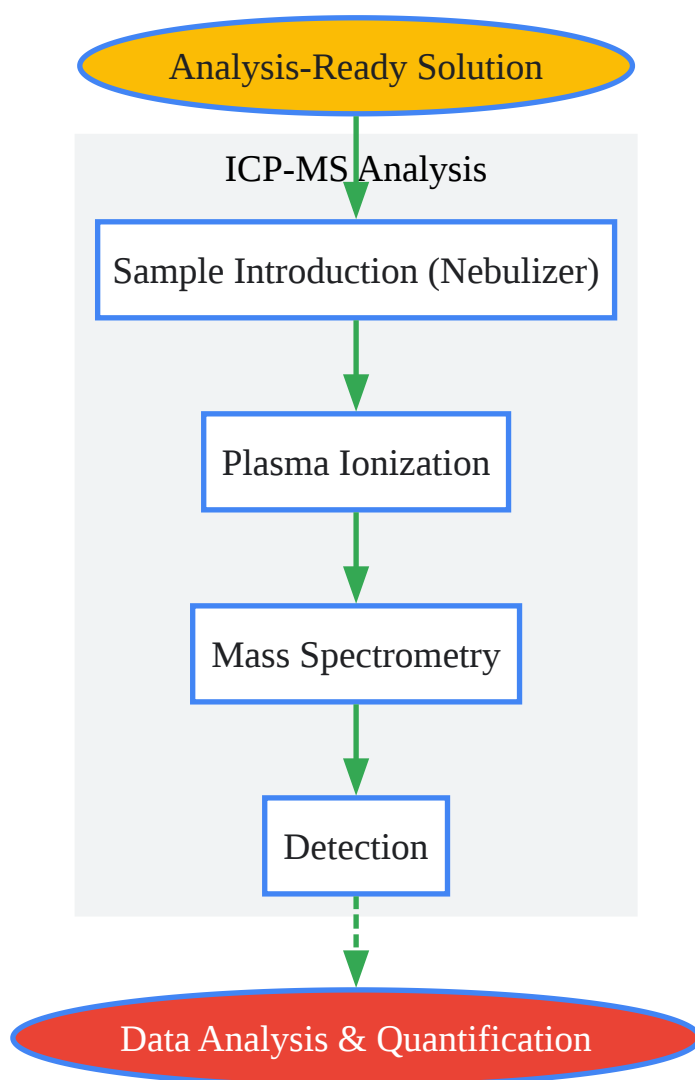 Analysis-Ready Solution
ICP-MS Analysis
Sample Introduction (Nebulizer)
Plasma Ionization
Mass Spectrometry
Detection
Data Analysis & Quantification